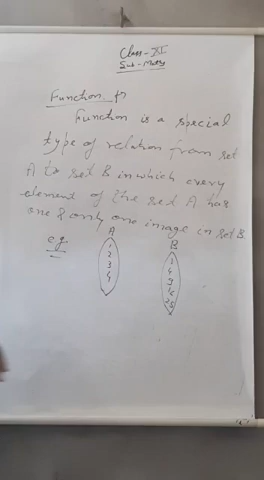 Class - XI
Sub - Maths
Function :-
Function is a special
type of relation from set
A to set B in which every
element of the set A has
one & only one image in set B.
e.g
A B
1 1
2 4
3 9
4 16
25